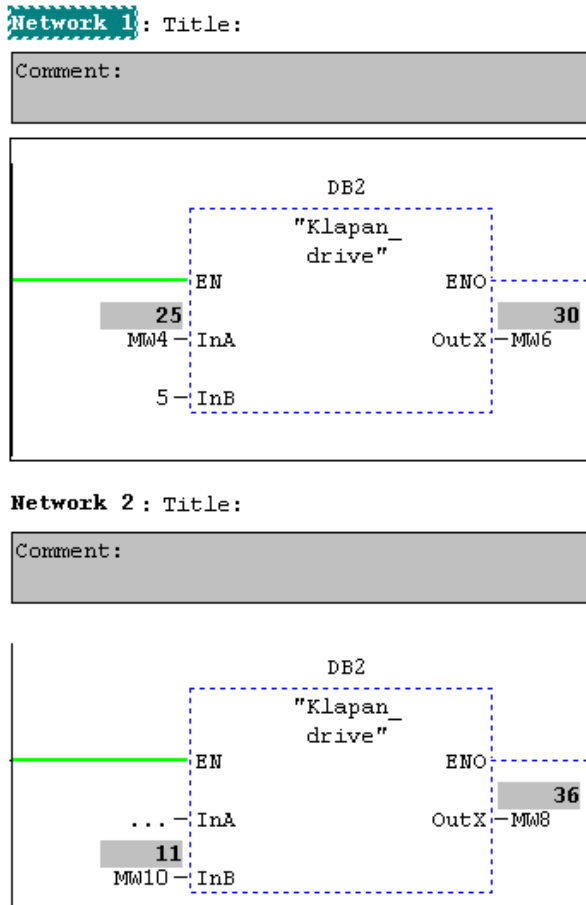 Network 1: Title:
Comment:
DB2
"Klapan_
drive"
EN ENO
25 30
MW4 InA OutX MW6
5 InB
Network 2: Title:
Comment:
DB2
"Klapan_
drive"
EN ENO
36
... InA OutX MW8
11
MW10 InB